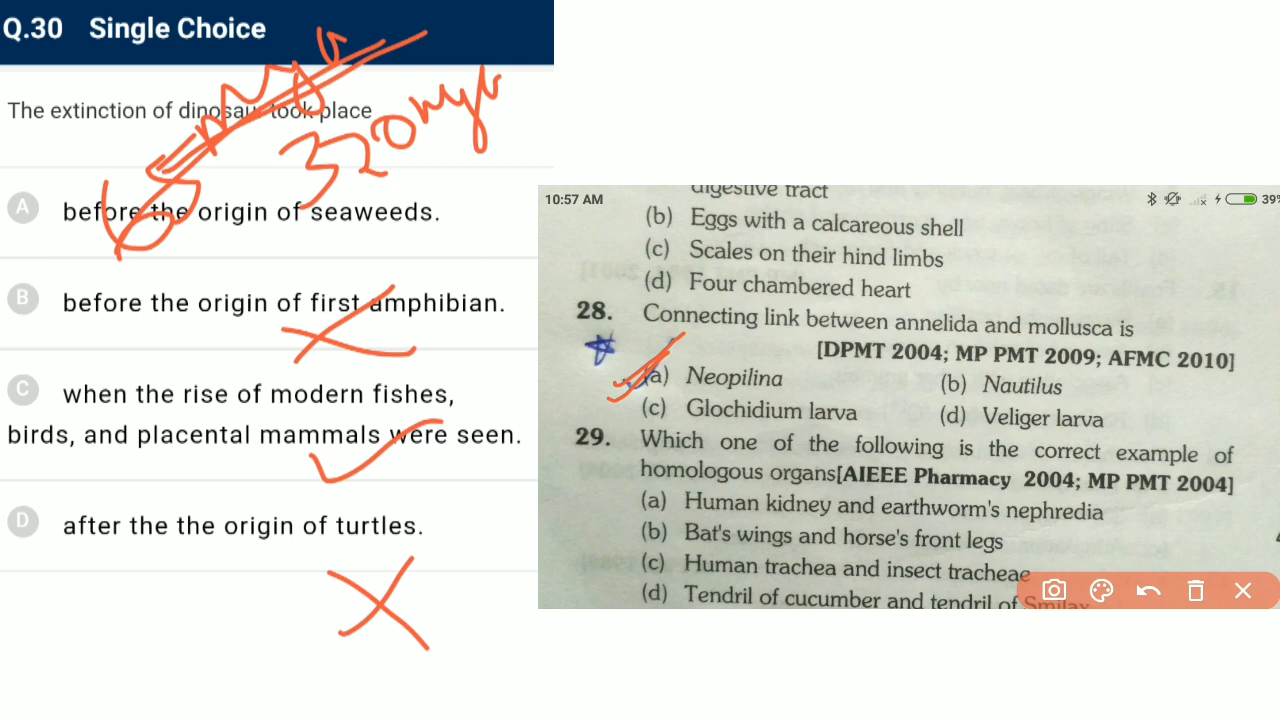 Q.30 Single Choice
The extinction of dinosaur took place
65 mya
320 mya
A before the origin of seaweeds.
B before the origin of first amphibian.
C when the rise of modern fishes,
birds, and placental mammals were seen.
D after the the origin of turtles.
10:57 AM
39%
digestive tract
(b) Eggs with a calcareous shell
(c) Scales on their hind limbs
(d) Four chambered heart
28. Connecting link between annelida and mollusca is
[DPMT 2004; MP PMT 2009; AFMC 2010]
(a) Neopilina (b) Nautilus
(c) Glochidium larva (d) Veliger larva
29. Which one of the following is the correct example of
homologous organs[AIEEE Pharmacy 2004; MP PMT 2004]
(a) Human kidney and earthworm's nephredia
(b) Bat's wings and horse's front legs
(c) Human trachea and insect tracheae
(d) Tendril of cucumber and tendril of Smilax